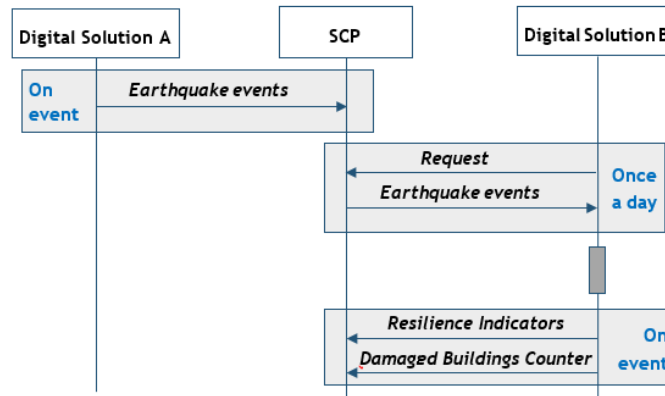 Digital Solution A
SCP
Digital Solution B
On
event
Earthquake events
Request
Earthquake events
Once
a day
Resilience Indicators
Damaged Buildings Counter
On
event